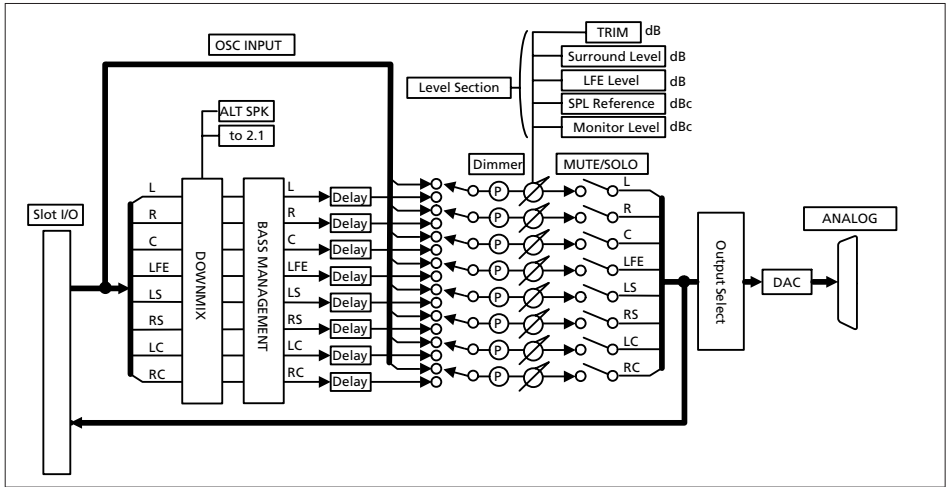 TRIM dB
OSC INPUT
Surround Level dB
Level Section
LFE Level dB
SPL Reference dBc
Monitor Level dBc
ALT SPK
to 2.1
Dimmer
MUTE/SOLO
Slot I/O
ANALOG
L
R
C
LFE
LS
RS
LC
RC
DOWNMIX
BASS MANAGEMENT
L
R
C
LFE
LS
RS
LC
RC
Delay
Delay
Delay
Delay
Delay
Delay
Delay
Delay
P
P
P
P
P
P
P
P
L
R
C
LFE
LS
RS
LC
RC
Output Select
DAC